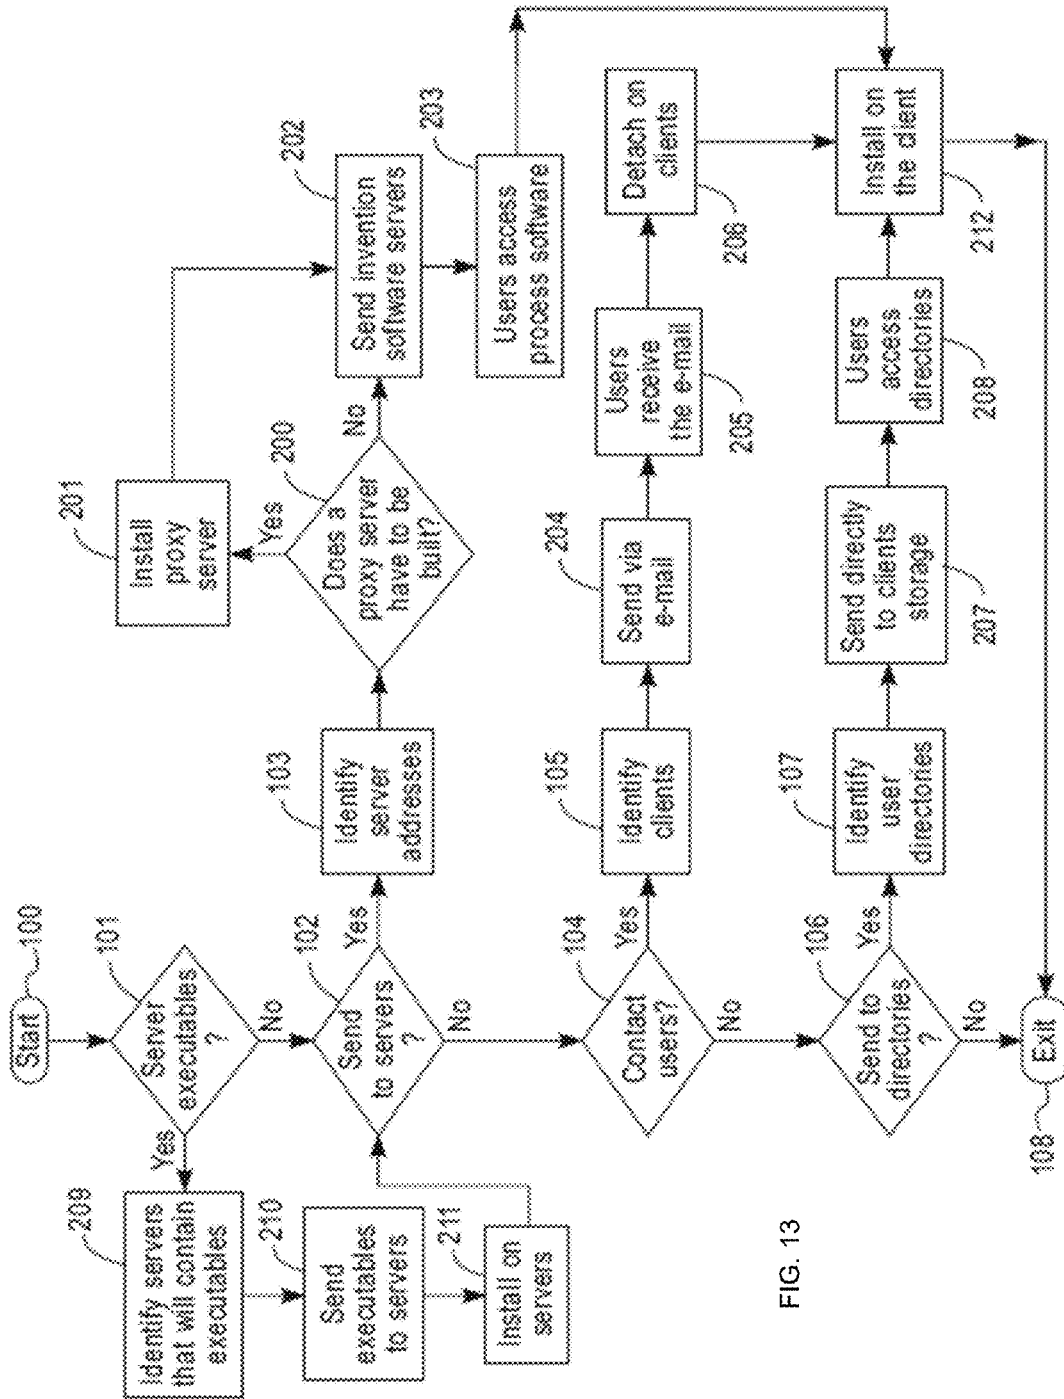 Start
100
101
Server
executables
?
Yes
No
209
Identify servers
that will contain
executables
210
Send
executables
to servers
211
Install on
servers
102
Send
to servers
?
Yes
No
103
Identify
server
addresses
200
Does a
proxy server
have to be
built?
Yes
No
201
Install
proxy
server
202
Send invention
software servers
203
Users access
process software
104
Contact
users?
Yes
No
105
Identify
clients
204
Send via
e-mail
Users
receive
the e-mail
205
Detach on
clients
206
106
Send to
directories
?
Yes
No
107
Identify
user
directories
Send directly
to clients
storage
207
Users
access
directories
208
Install on
the client
212
Exit
108
FIG. 13